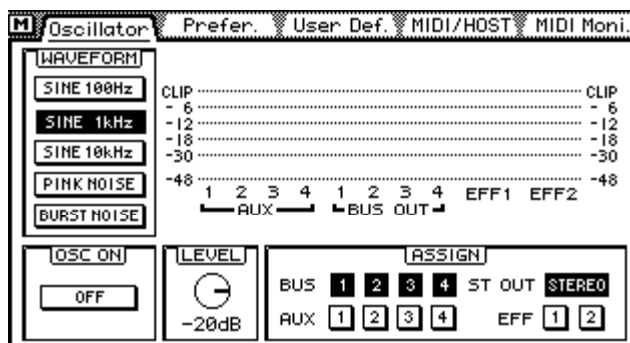 M Oscillator Prefer. User Def. MIDI/HOST MIDI Moni.
WAVEFORM
SINE 100Hz
SINE 1kHz
SINE 10kHz
PINK NOISE
BURST NOISE
CLIP CLIP
- 6 - 6
-12 -12
-18 -18
-30 -30
-48 -48
1 2 3 4 1 2 3 4 EFF1 EFF2
AUX BUS OUT
OSC ON
OFF
LEVEL
-20dB
ASSIGN
BUS 1 2 3 4 ST OUT STEREO
AUX 1 2 3 4 EFF 1 2